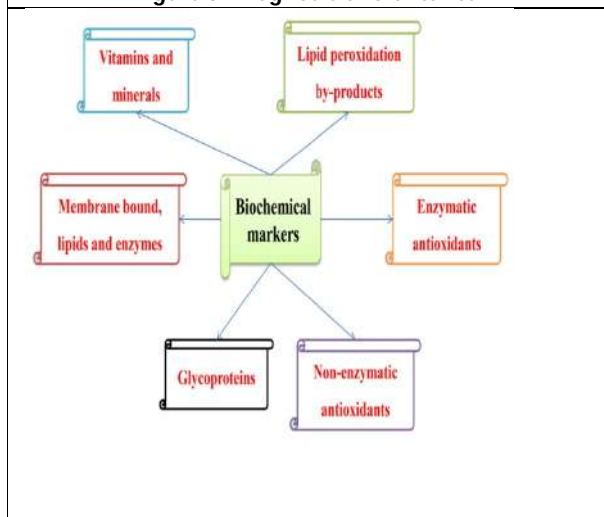 Vitamins and
minerals
Lipid peroxidation
by-products
Membrane bound,
lipids and enzymes
Biochemical
markers
Enzymatic
antioxidants
Glycoproteins
Non-enzymatic
antioxidants